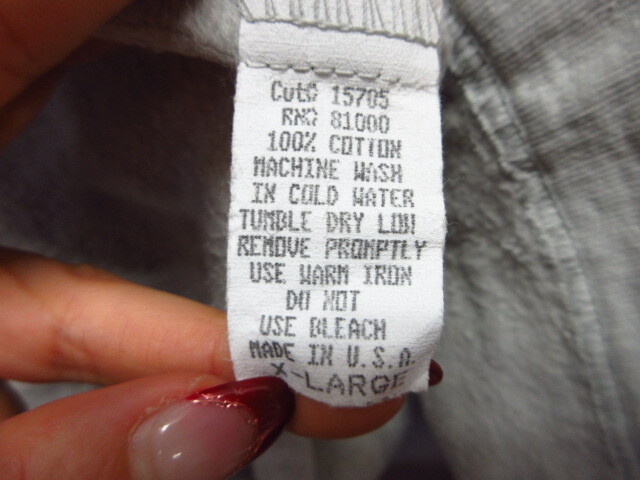 Cut# 15705
RN# 81000
100% COTTON
MACHINE WASH
IN COLD WATER
TUMBLE DRY LOW
REMOVE PROMPTLY
USE WARM IRON
DO NOT
USE BLEACH
MADE IN U.S.A.
X-LARGE